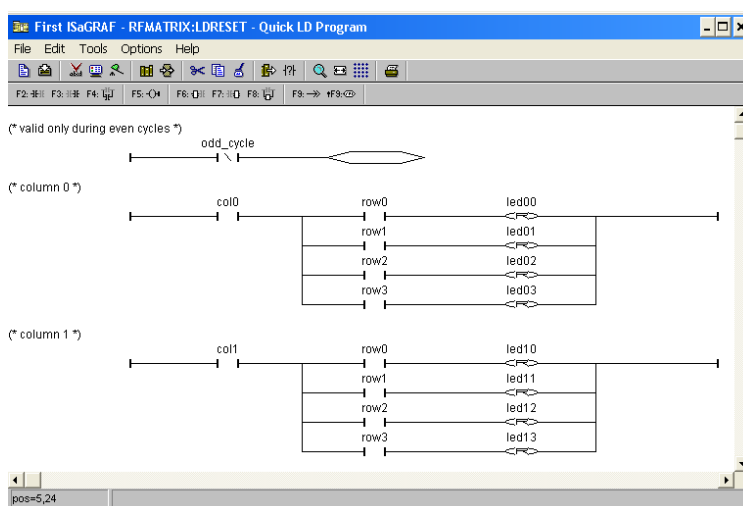 First ISaGRAF - RFMATRIX:LDRESET - Quick LD Program
File Edit Tools Options Help
F2: F3: F4: F5: F6: F7: F8: F9: ↑F9:
(* valid only during even cycles *)
odd_cycle
(* column 0 *)
col0 row0 led00
R
row1 led01
R
row2 led02
R
row3 led03
R
(* column 1 *)
col1 row0 led10
R
row1 led11
R
row2 led12
R
row3 led13
R
pos=5,24